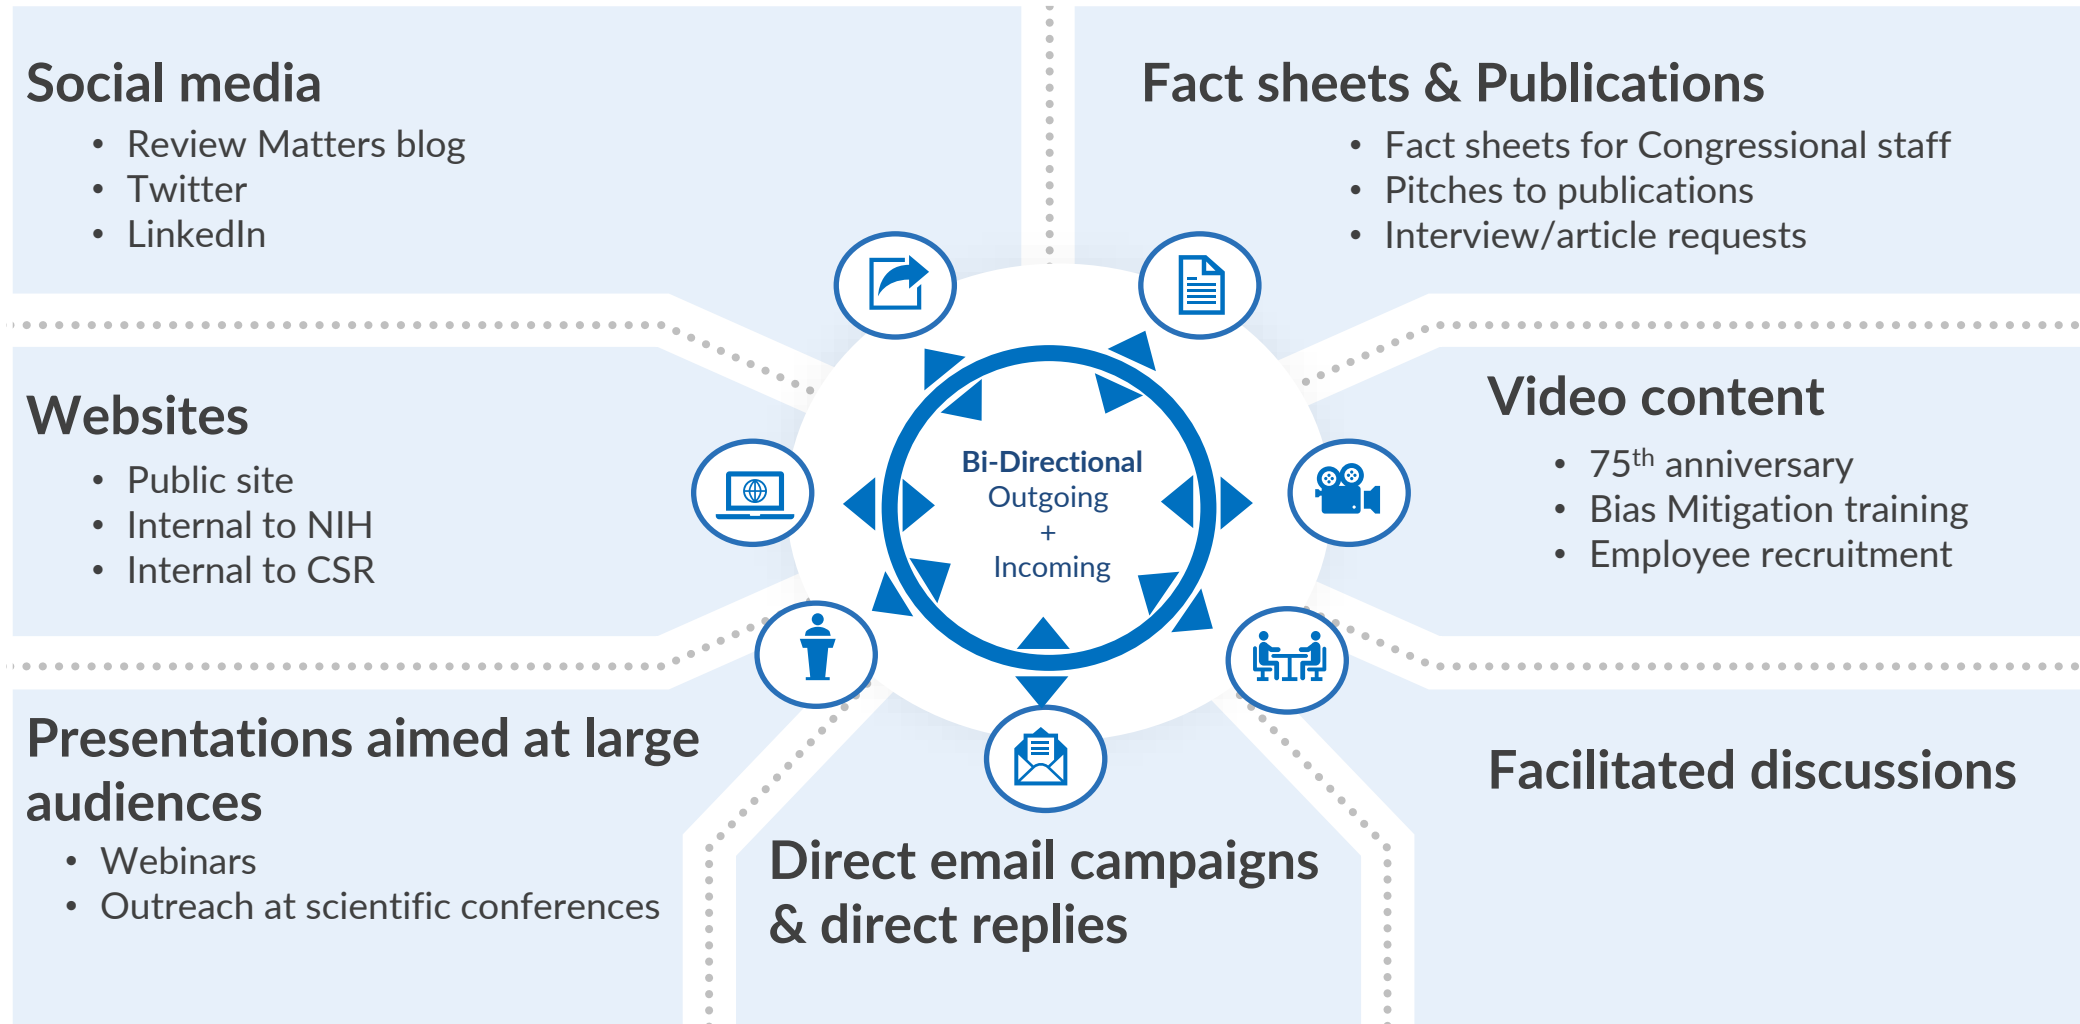 Social media
• Review Matters blog
• Twitter
• LinkedIn
Fact sheets & Publications
• Fact sheets for Congressional staff
• Pitches to publications
• Interview/article requests
Websites
• Public site
• Internal to NIH
• Internal to CSR
Bi-Directional
Outgoing
+
Incoming
Video content
• 75th anniversary
• Bias Mitigation training
• Employee recruitment
Presentations aimed at large
audiences
• Webinars
• Outreach at scientific conferences
Direct email campaigns
& direct replies
Facilitated discussions